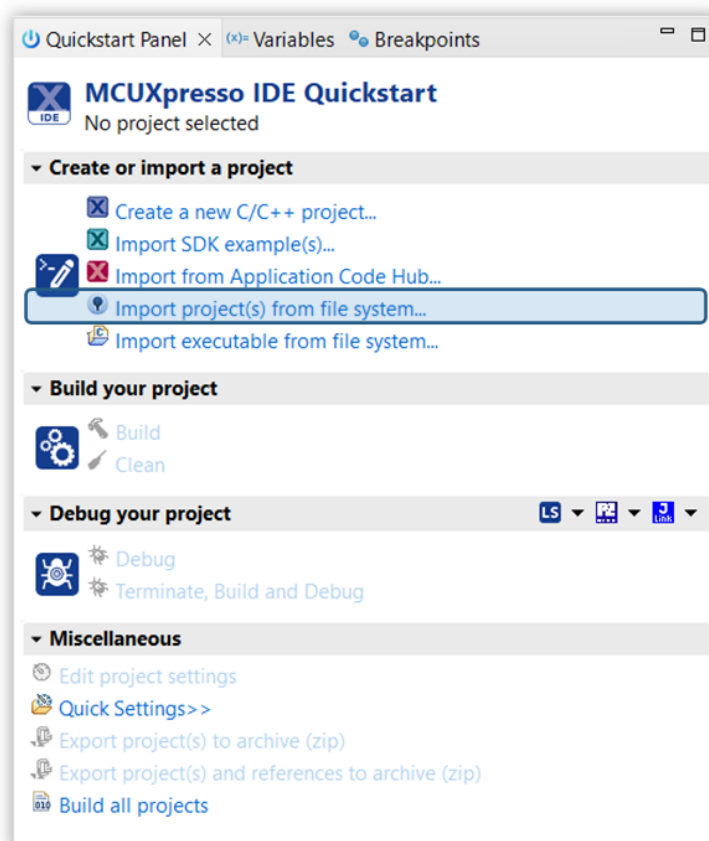 Quickstart Panel (x)= Variables Breakpoints
MCUXpresso IDE Quickstart
IDE
No project selected
Create or import a project
Create a new C/C++ project...
Import SDK example(s)...
Import from Application Code Hub...
Import project(s) from file system...
Import executable from file system...
Build your project
Build
Clean
Debug your project LS J Link
Debug
Terminate, Build and Debug
Miscellaneous
Edit project settings
Quick Settings>>
Export project(s) to archive (zip)
Export project(s) and references to archive (zip)
010 Build all projects